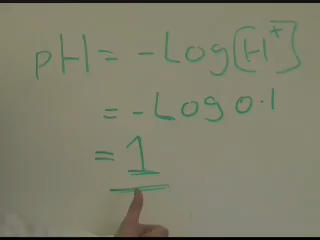 pH = -Log[H⁺]
= -Log 0.1
= 1